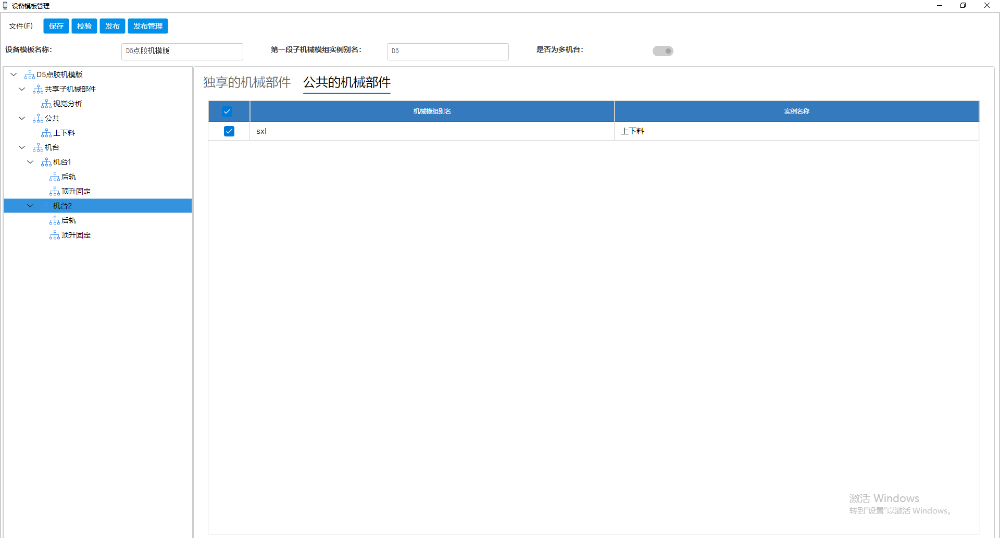 设备模板管理
文件(F) 保存 校验 发布 发布管理
设备模板名称： D5点胶机模版 第一段子机械模组实例别名： D5 是否为多机台：
D5点胶机模版
共享子机械部件
视觉分析
公共
上下料
机台
机台1
后轨
顶升固定
机台2
后轨
顶升固定
独享的机械部件 公共的机械部件
机械模组别名 实例名称
sxl 上下料
激活 Windows
转到“设置”以激活 Windows。